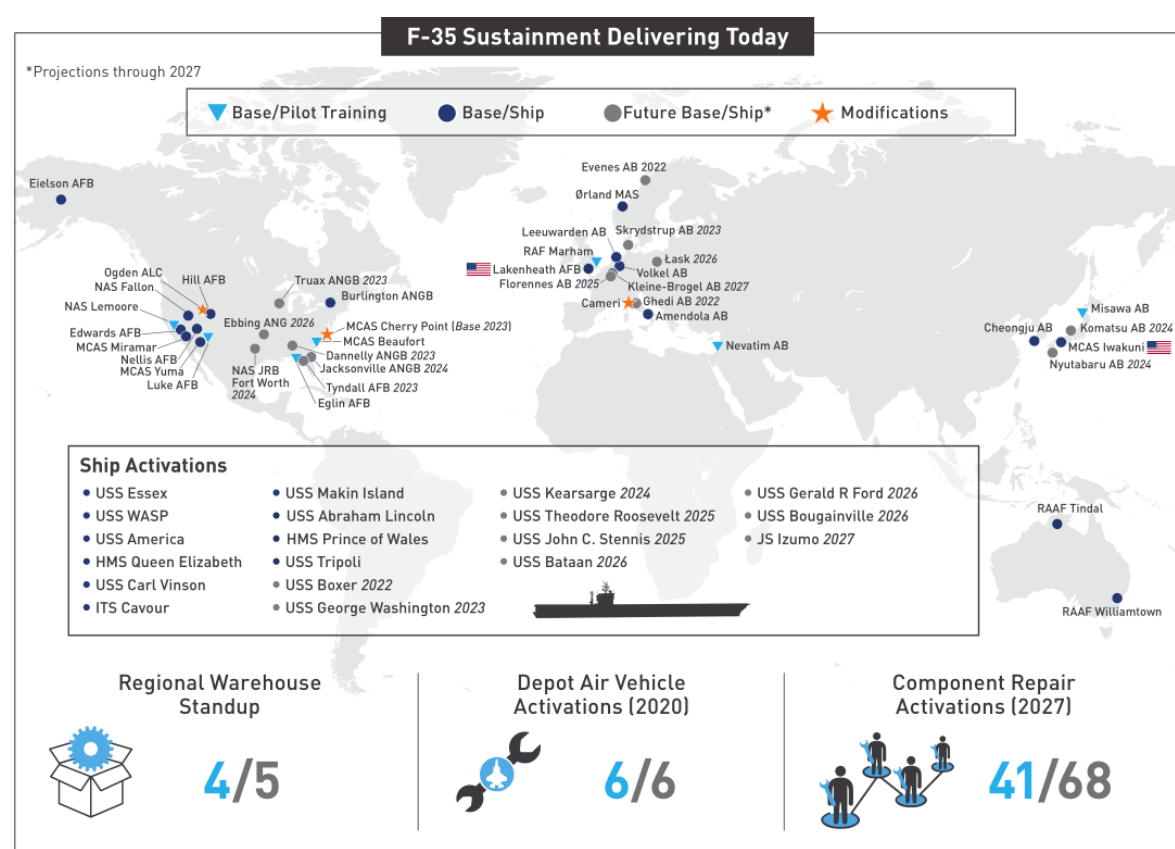 F-35 Sustainment Delivering Today
*Projections through 2027
Base/Pilot Training
Base/Ship
Future Base/Ship*
Modifications
Eielson AFB
Ogden ALC
NAS Fallon
Hill AFB
NAS Lemoore
Edwards AFB
MCAS Miramar
Nellis AFB
MCAS Yuma
Luke AFB
Truax ANGB 2023
Burlington ANGB
Ebbing ANG 2026
NAS JRB
Fort Worth
2024
MCAS Cherry Point (Base 2023)
MCAS Beaufort
Dannelly ANGB 2023
Jacksonville ANGB 2024
Tyndall AFB 2023
Eglin AFB
Evenes AB 2022
Ørland MAS
Skrydstrup AB 2023
Leeuwarden AB
RAF Marham
Lakenheath AFB
Florennes AB 2025
Łask 2026
Volkel AB
Kleine-Brogel AB 2027
Cameri
Ghedi AB 2022
Amendola AB
Nevatim AB
Misawa AB
Cheongju AB
Komatsu AB 2024
MCAS Iwakuni
Nyutabaru AB 2024
RAAF Tindal
RAAF Williamtown
Ship Activations
USS Essex
USS WASP
USS America
HMS Queen Elizabeth
USS Carl Vinson
ITS Cavour
USS Makin Island
USS Abraham Lincoln
HMS Prince of Wales
USS Tripoli
USS Boxer 2022
USS George Washington 2023
USS Kearsarge 2024
USS Theodore Roosevelt 2025
USS John C. Stennis 2025
USS Bataan 2026
USS Gerald R Ford 2026
USS Bougainville 2026
JS Izumo 2027
Regional Warehouse
Standup
4/5
Depot Air Vehicle
Activations (2020)
6/6
Component Repair
Activations (2027)
41/68